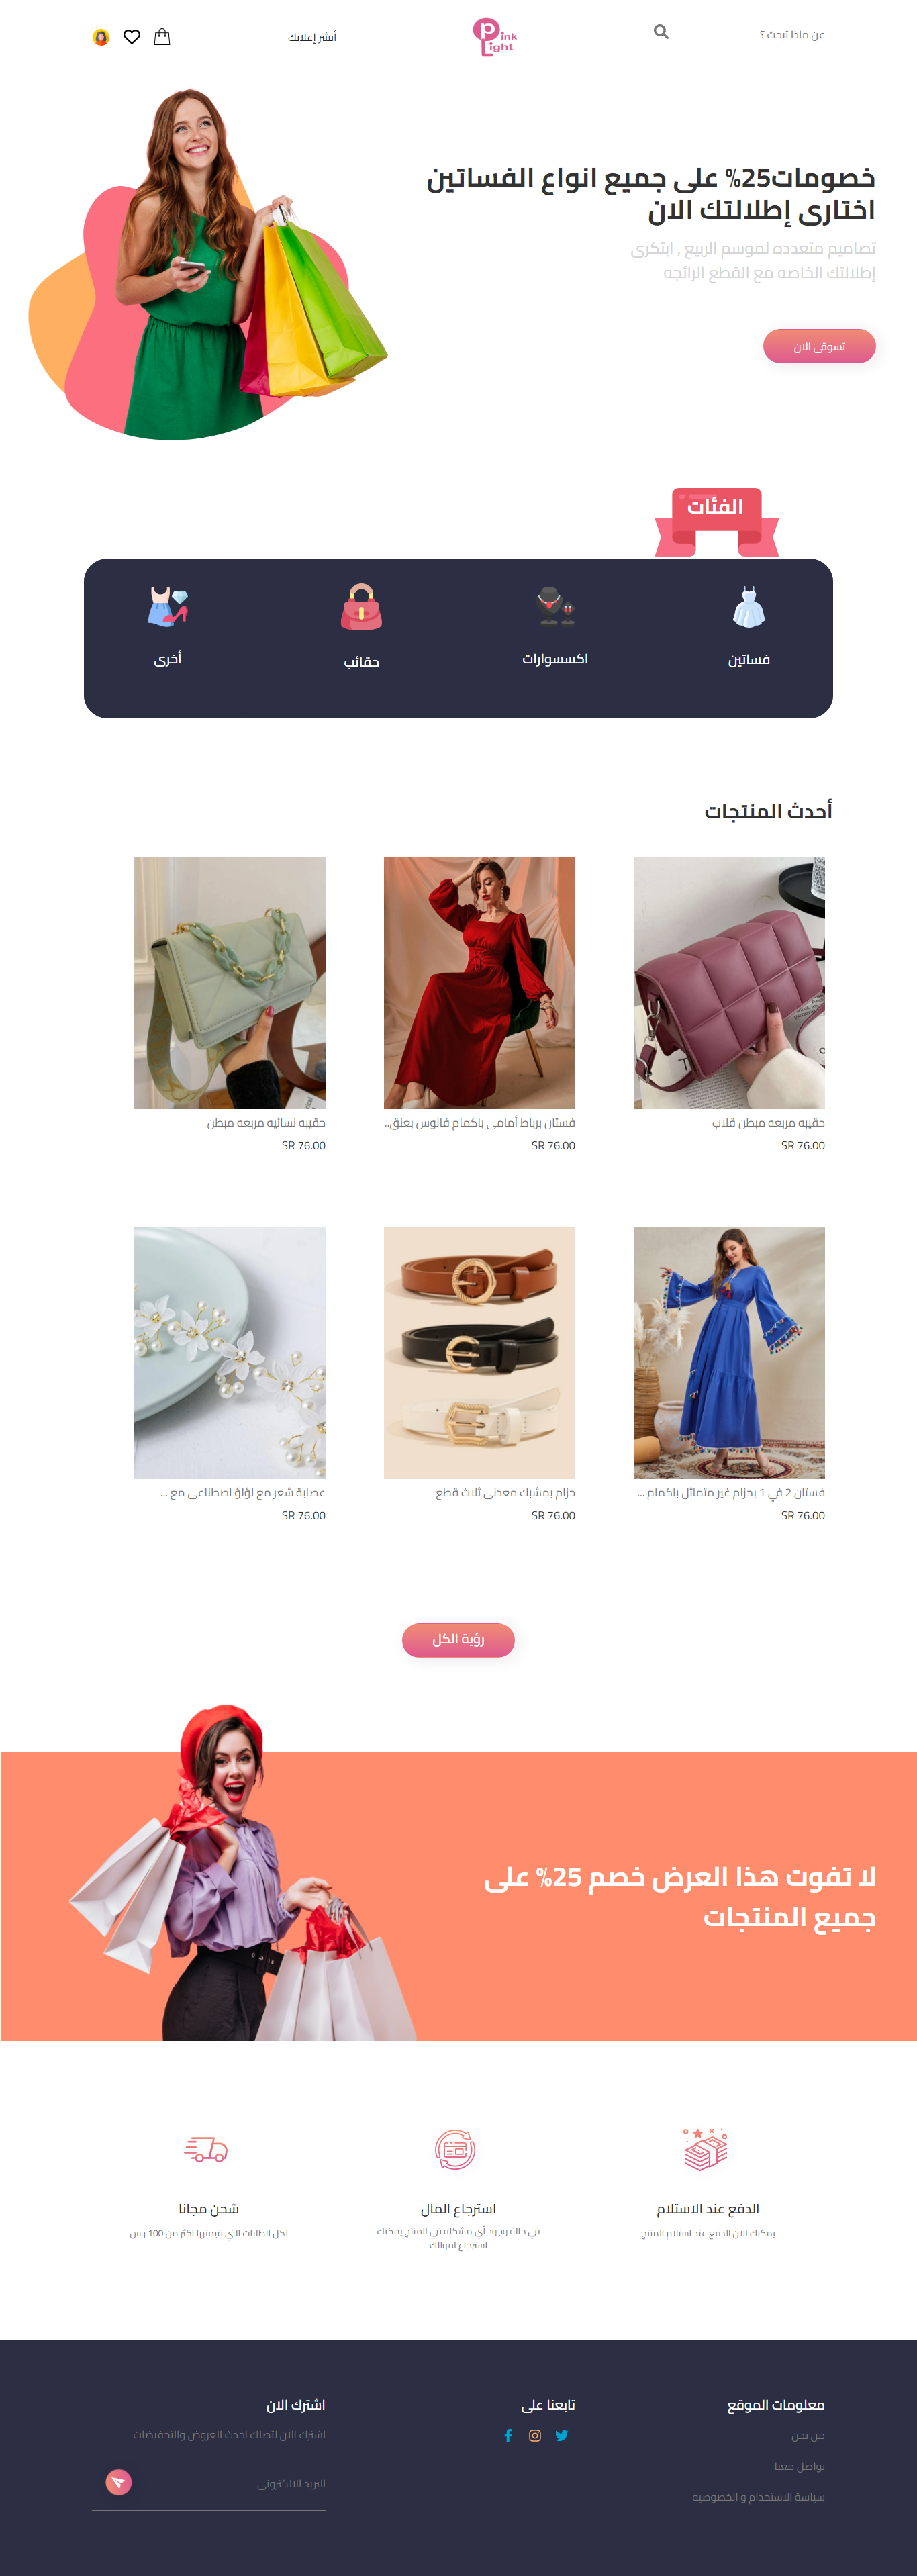 عن ماذا تبحث ؟
Pink
Light
أنشر إعلانك
خصومات25% على جميع انواع الفساتين
اختارى إطلالتك الان
تصاميم متعدده لموسم الربيع , ابتكرى
إطلالتك الخاصه مع القطع الرائجه
تسوقى الان
الفئات
فساتين
اكسسوارات
حقائب
أخرى
أحدث المنتجات
حقيبه مربعه مبطن قلاب
SR 76.00
فستان برباط أمامى باكمام فانوس بعنق..
SR 76.00
حقيبه نسائيه مربعه مبطن
SR 76.00
فستان 2 في 1 بحزام غير متماثل باكمام ...
SR 76.00
حزام بمشبك معدنى ثلاث قطع
SR 76.00
عصابة شعر مع لؤلؤ اصطناعى مع ...
SR 76.00
رؤية الكل
لا تفوت هذا العرض خصم 25% على
جميع المنتجات
الدفع عند الاستلام
يمكنك الان الدفع عند استلام المنتج
استرجاع المال
في حالة وجود أي مشكله في المنتج يمكنك
استرجاع اموالك
شحن مجانا
لكل الطلبات التي قيمتها اكثر من 100 ر.س
معلومات الموقع
من نحن
تواصل معنا
سياسة الاستخدام و الخصوصيه
تابعنا على
اشترك الان
اشترك الان لتصلك احدث العروض والتخفيضات
البريد الالكترونى